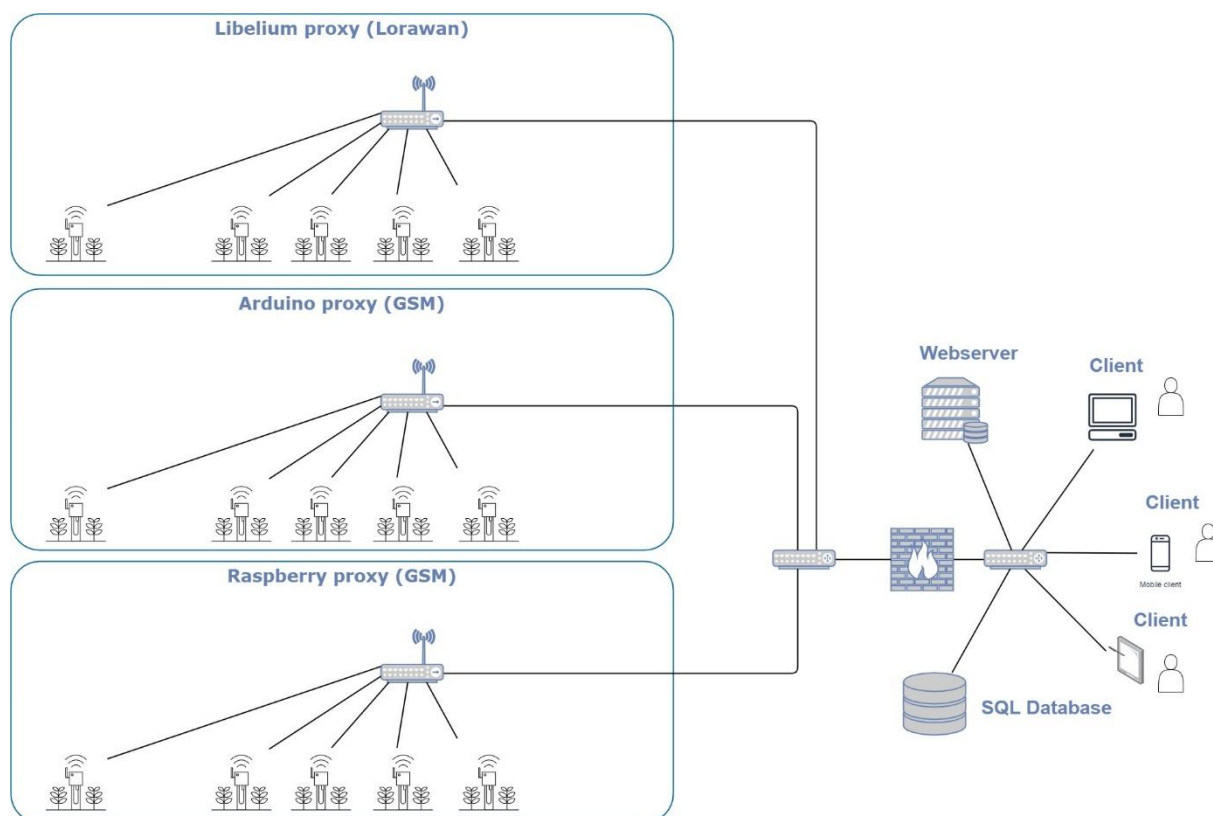 Libelium proxy (Lorawan)
Arduino proxy (GSM)
Raspberry proxy (GSM)
Webserver
Client
Client
Mobile client
Client
SQL Database